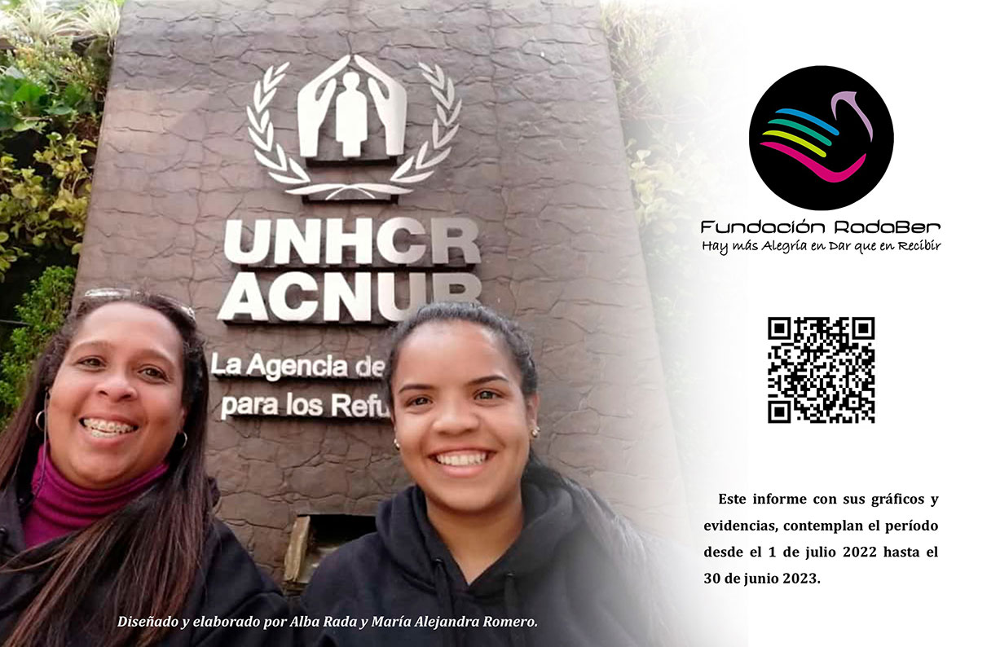 UNHCR
ACNUR
La Agencia de
para los Refu
Fundación RadaBer
Hay más Alegría en Dar que en Recibir
Este informe con sus gráficos y
evidencias, contemplan el período
desde el 1 de julio 2022 hasta el
30 de junio 2023.
Diseñado y elaborado por Alba Rada y María Alejandra Romero.